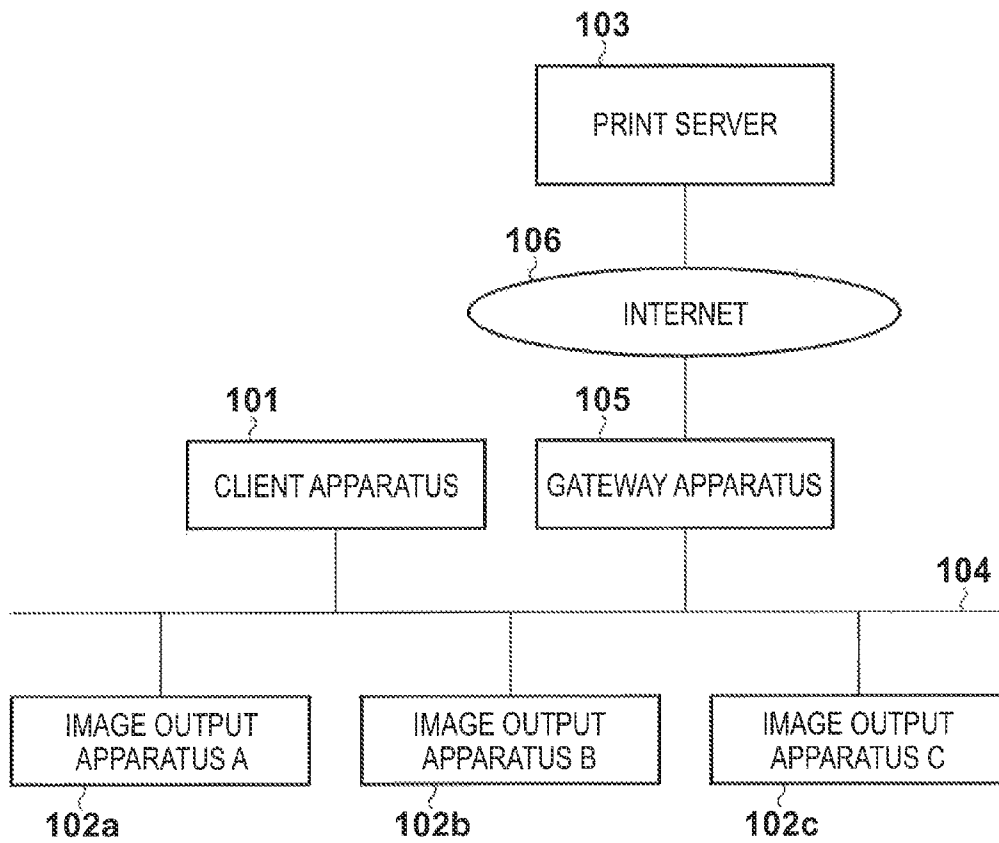 103
PRINT SERVER
106
INTERNET
101
105
CLIENT APPARATUS
GATEWAY APPARATUS
104
IMAGE OUTPUT
APPARATUS A
IMAGE OUTPUT
APPARATUS B
IMAGE OUTPUT
APPARATUS C
102a
102b
102c